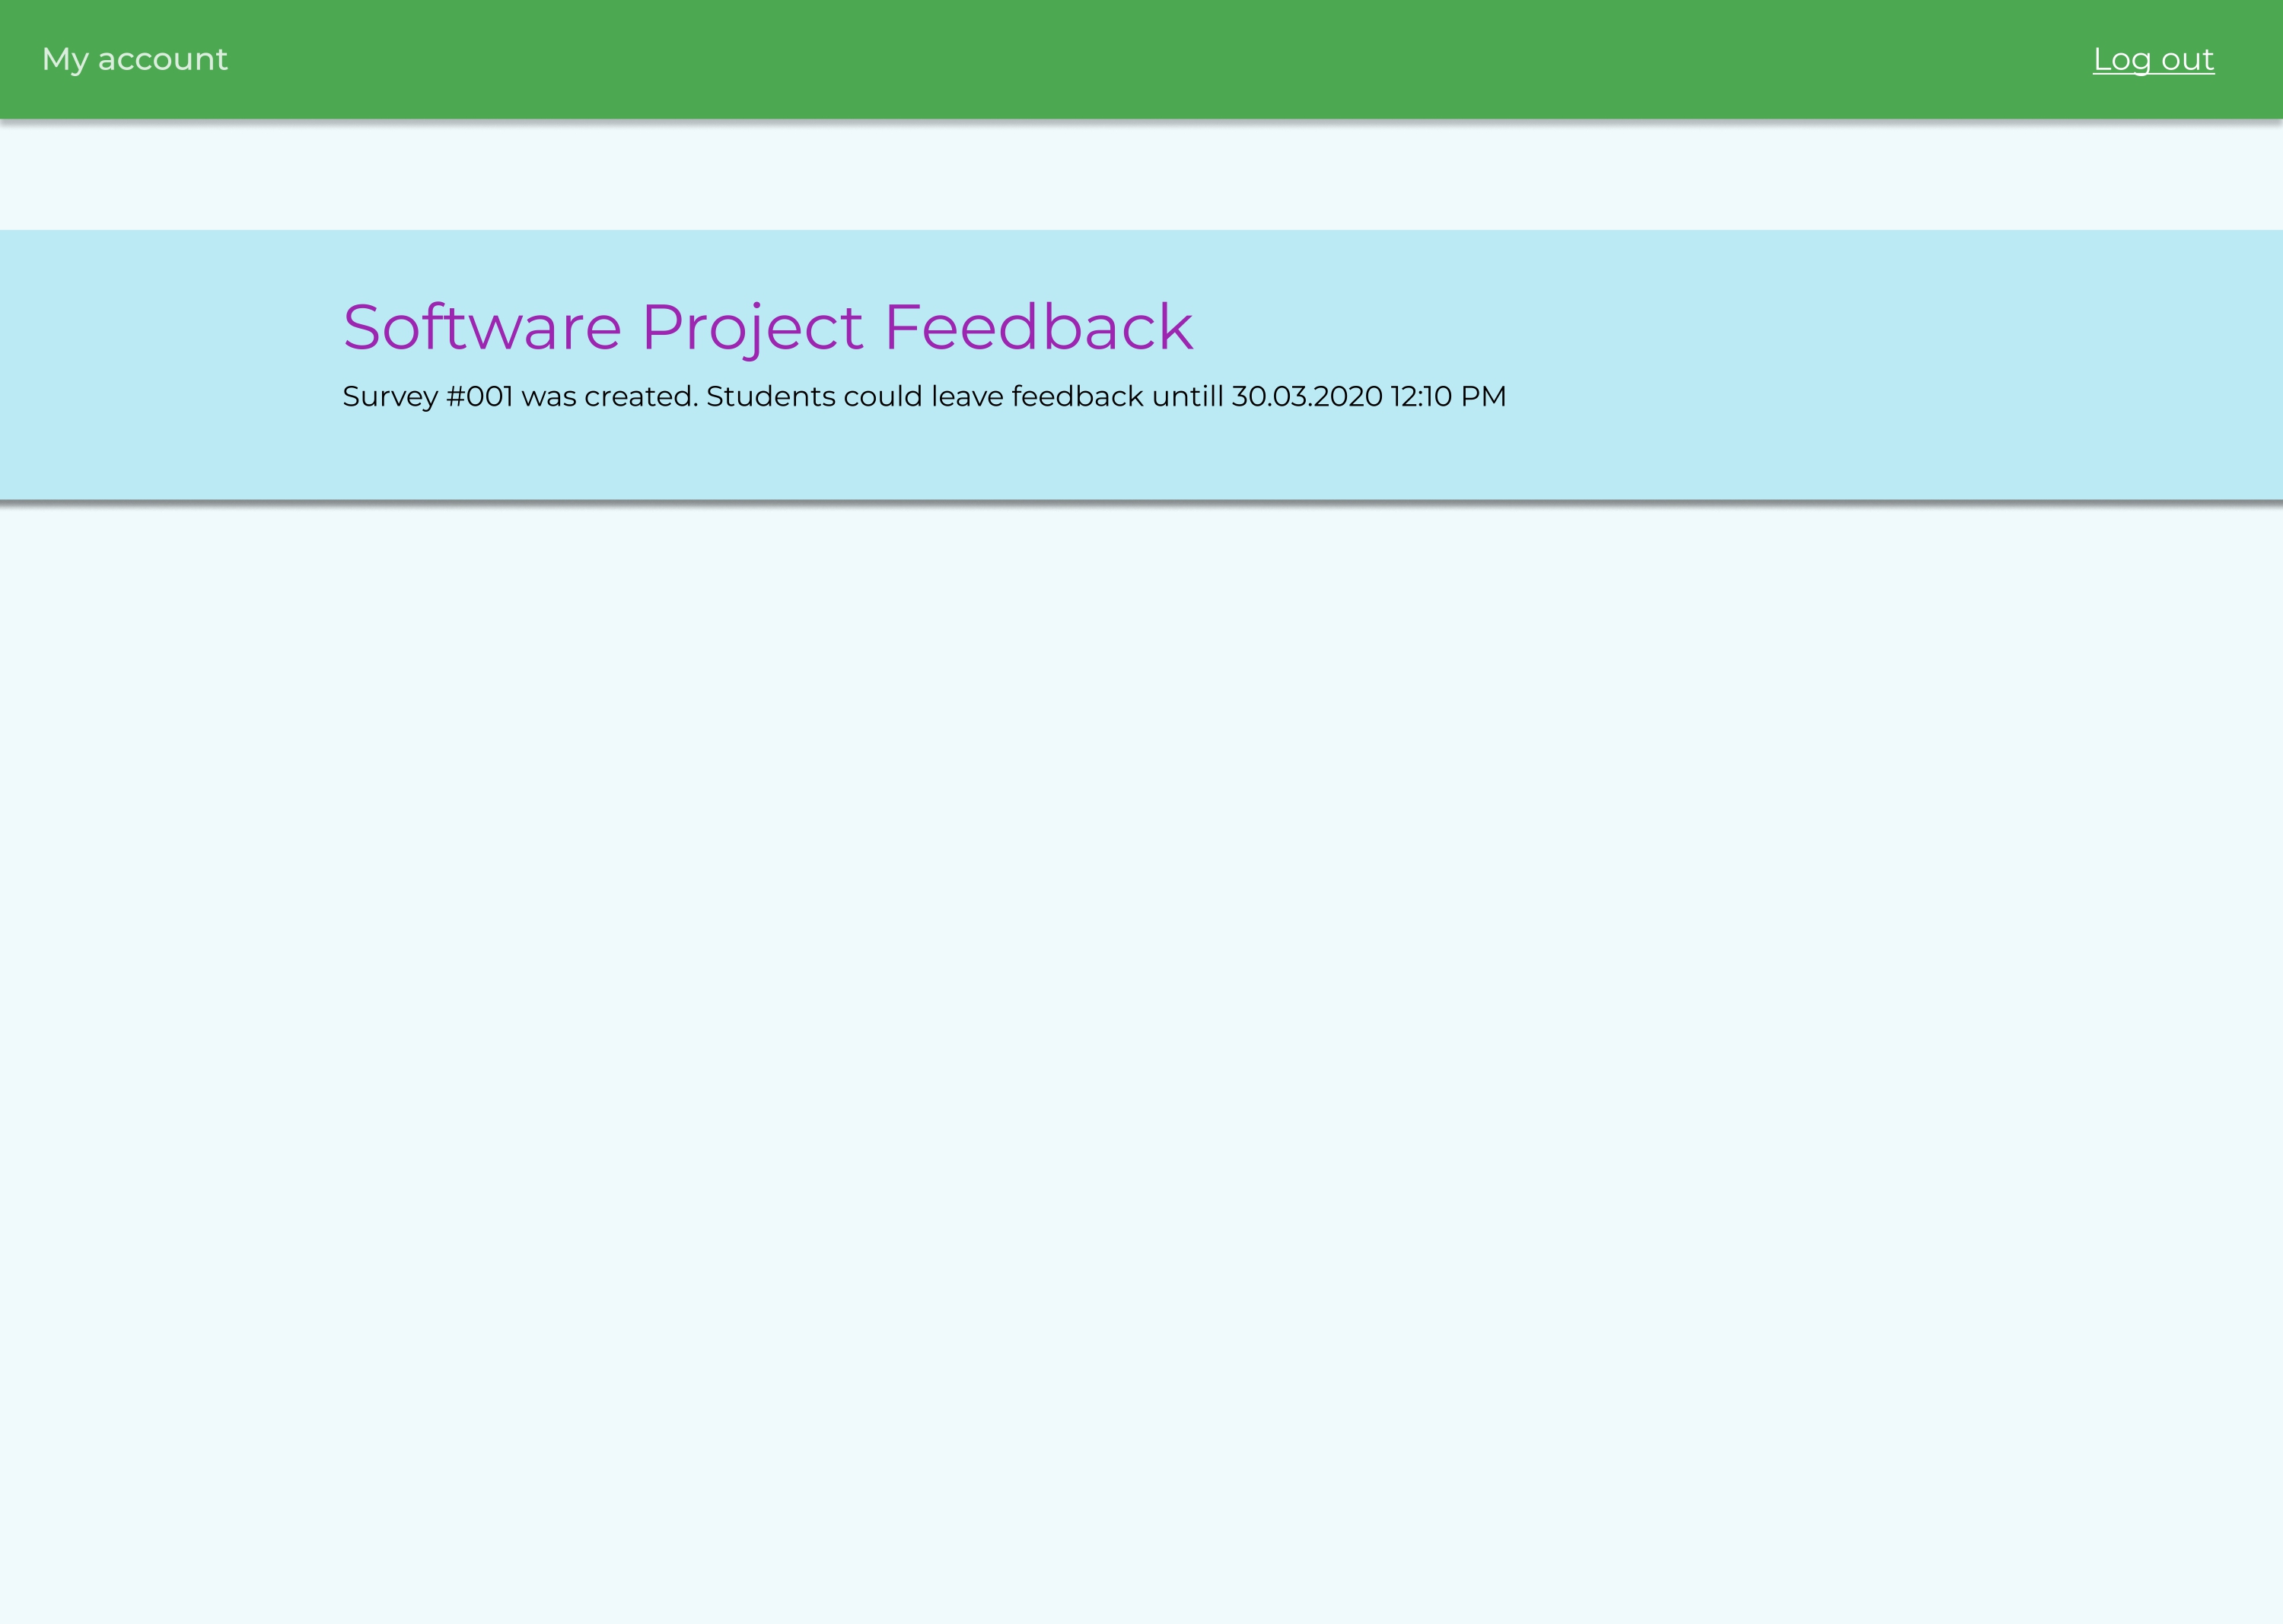 My account
Log out
Software Project Feedback
Survey #001 was created. Students could leave feedback untill 30.03.2020 12:10 PM